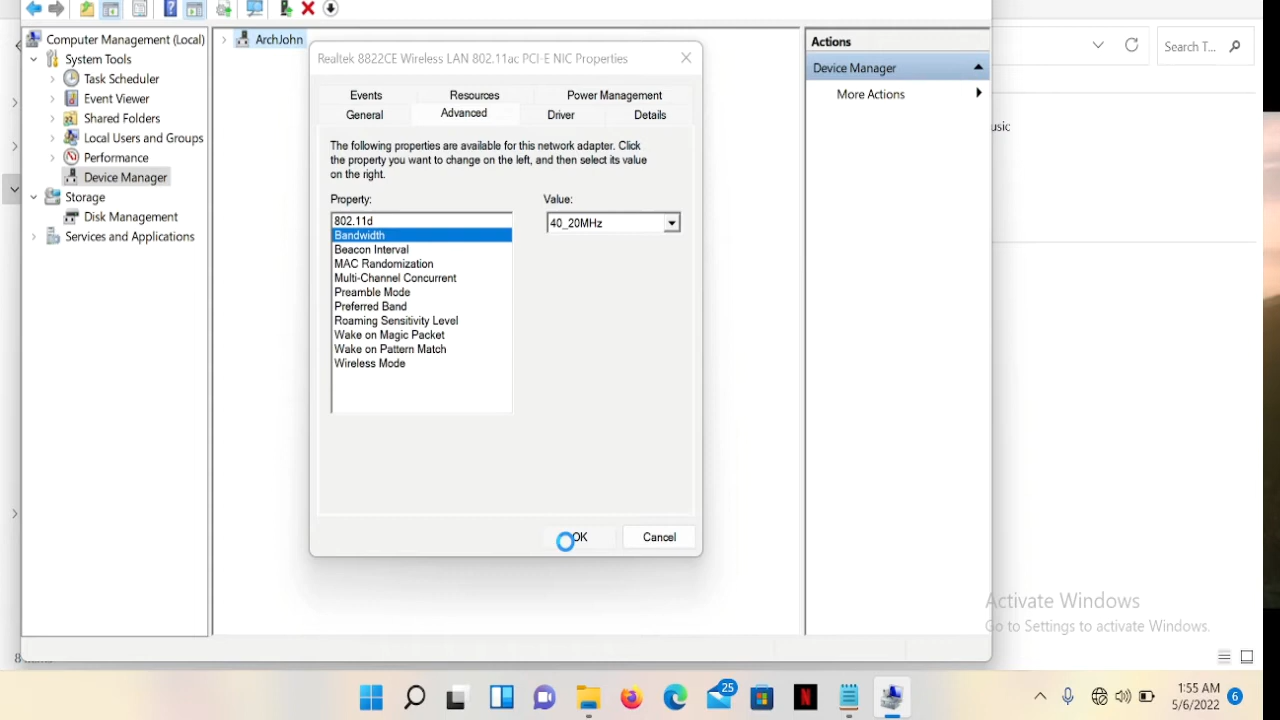 Computer Management (Local)
System Tools
Task Scheduler
Event Viewer
Shared Folders
Local Users and Groups
Performance
Device Manager
Storage
Disk Management
Services and Applications
ArchJohn
Realtek 8822CE Wireless LAN 802.11ac PCI-E NIC Properties
Events
Resources
Power Management
General
Advanced
Driver
Details
The following properties are available for this network adapter. Click
the property you want to change on the left, and then select its value
on the right.
Property:
Value:
802.11d
Bandwidth
Beacon Interval
MAC Randomization
Multi-Channel Concurrent
Preamble Mode
Preferred Band
Roaming Sensitivity Level
Wake on Magic Packet
Wake on Pattern Match
Wireless Mode
40_20MHz
OK
Cancel
Actions
Device Manager
More Actions
Search T...
usic
Activate Windows
Go to Settings to activate Windows.
8
25
N
1:55 AM
5/6/2022
6